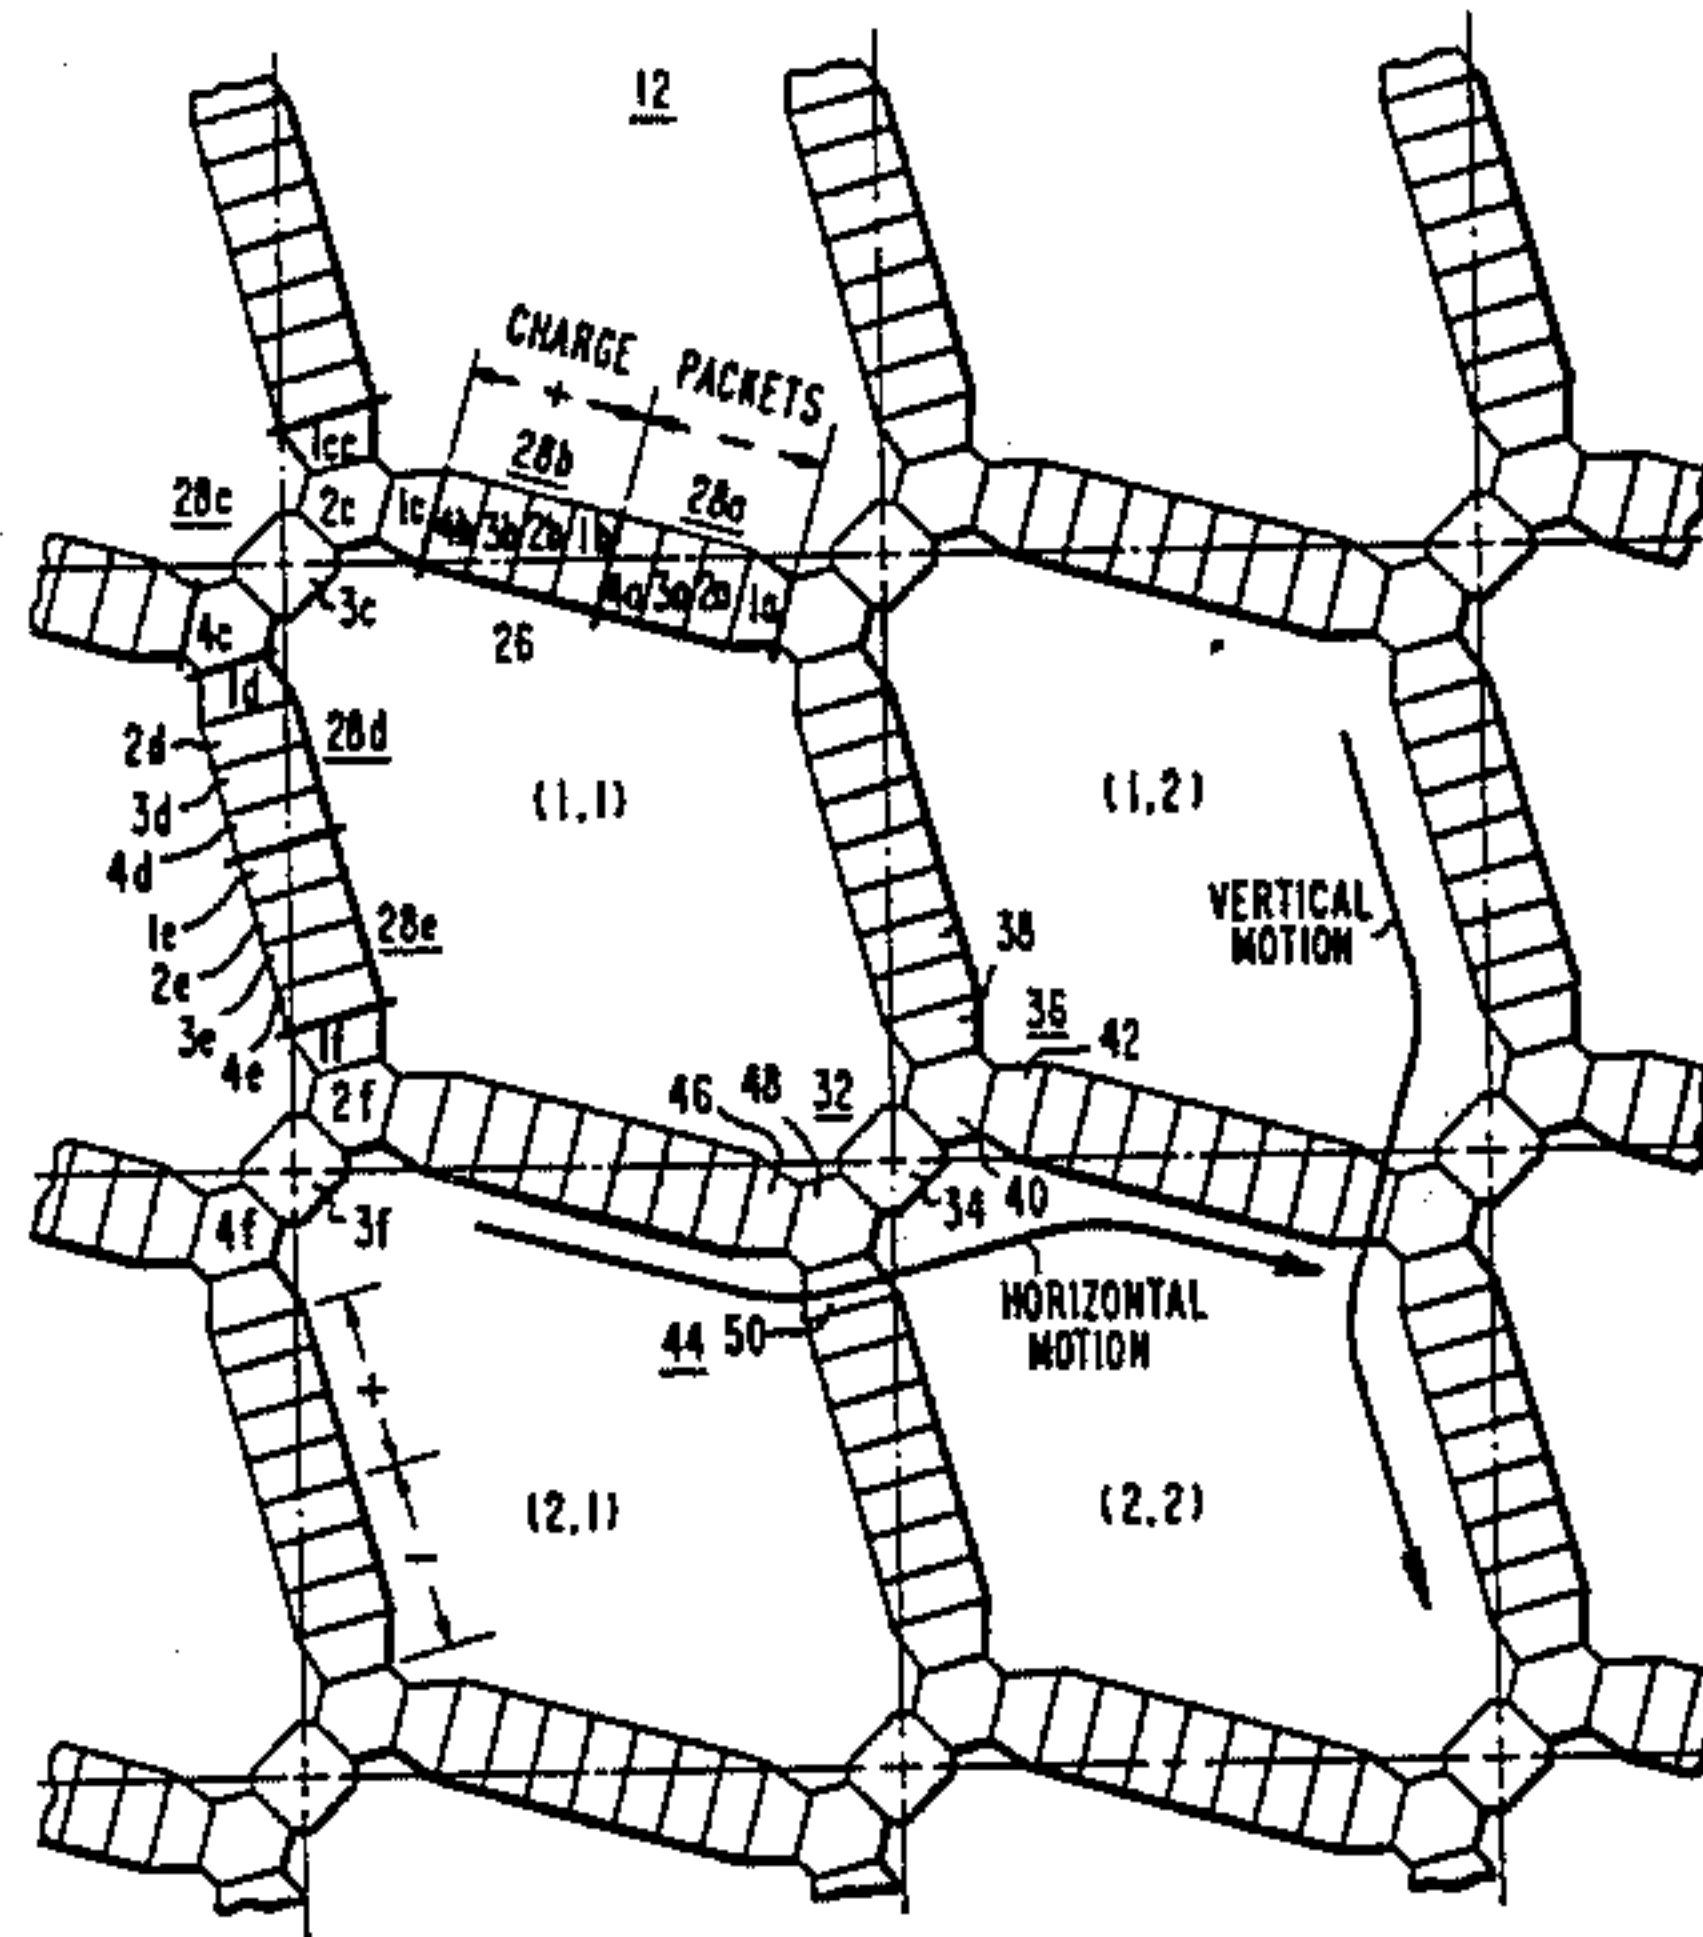 12
CHARGE PACKETS
+ −
28b
28a
1cc
28c
2c
1c
4b 3b 2b 1b
4a 3a 2a 1a
3c
4c
26
1d
2d
28d
3d
(1,1)
(1,2)
4d
1e
28e
VERTICAL
MOTION
38
2e
3e
36
42
4e
1f
46
48
32
2f
34
40
4f
3f
HORIZONTAL
MOTION
44
50
+
−
(2,1)
(2,2)